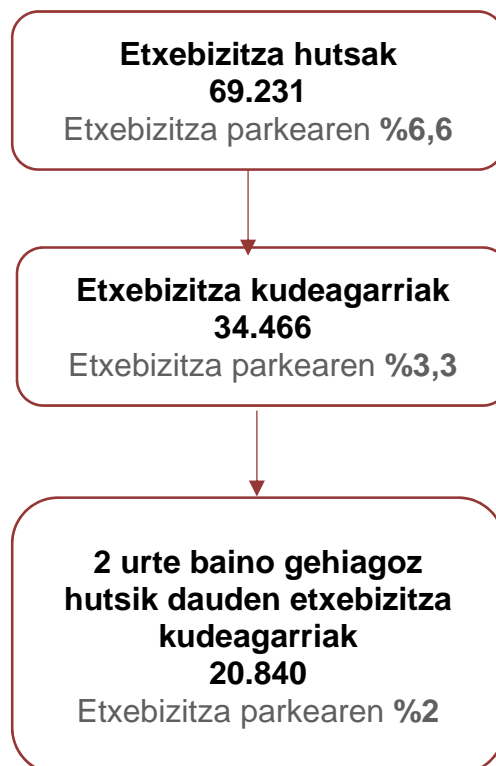 Etxebizitza hutsak
69.231
Etxebizitza parkearen %6,6
Etxebizitza kudeagarriak
34.466
Etxebizitza parkearen %3,3
2 urte baino gehiagoz
hutsik dauden etxebizitza
kudeagarriak
20.840
Etxebizitza parkearen %2